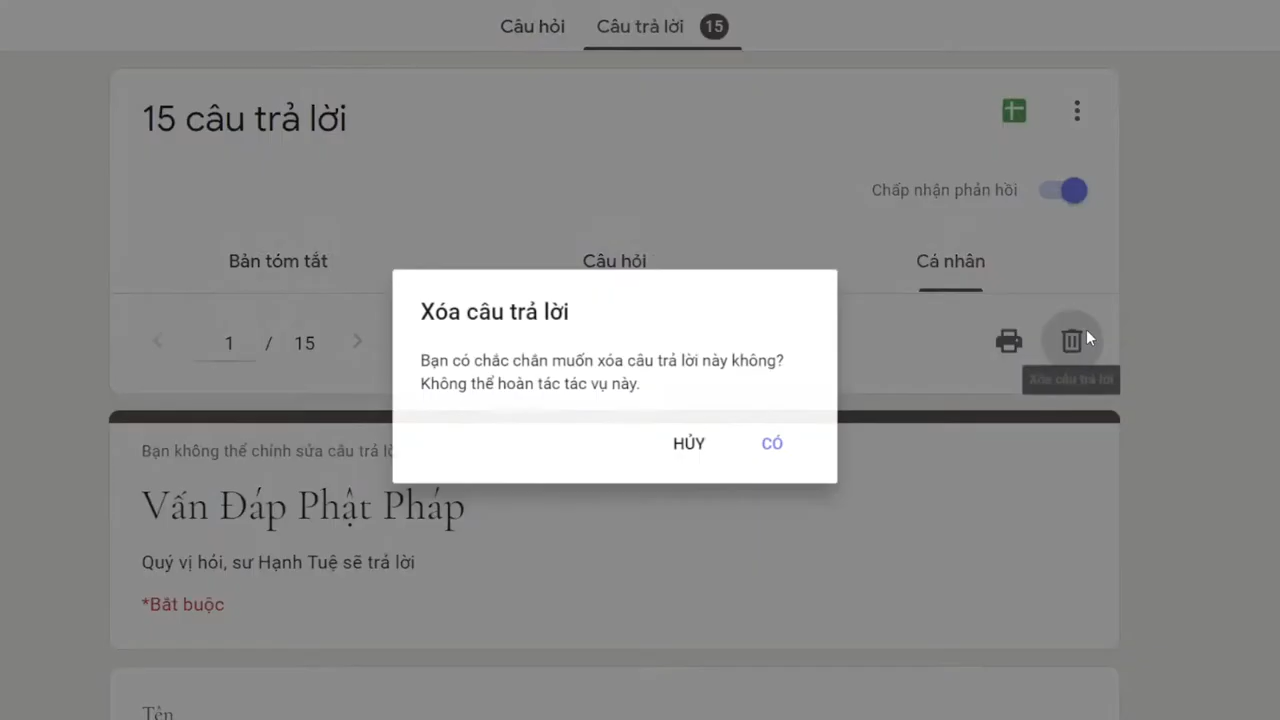 Câu hỏi
Câu trả lời 15
15 câu trả lời
Chấp nhận phản hồi
Bản tóm tắt
Câu hỏi
Cá nhân
1 / 15
Xóa câu trả lời
Xóa câu trả lời
Bạn có chắc chắn muốn xóa câu trả lời này không?
Không thể hoàn tác tác vụ này.
HỦY CÓ
Bạn không thể chỉnh sửa câu trả
Vấn Đáp Phật Pháp
Quý vị hỏi, sư Hạnh Tuệ sẽ trả lời
*Bắt buộc
Tên